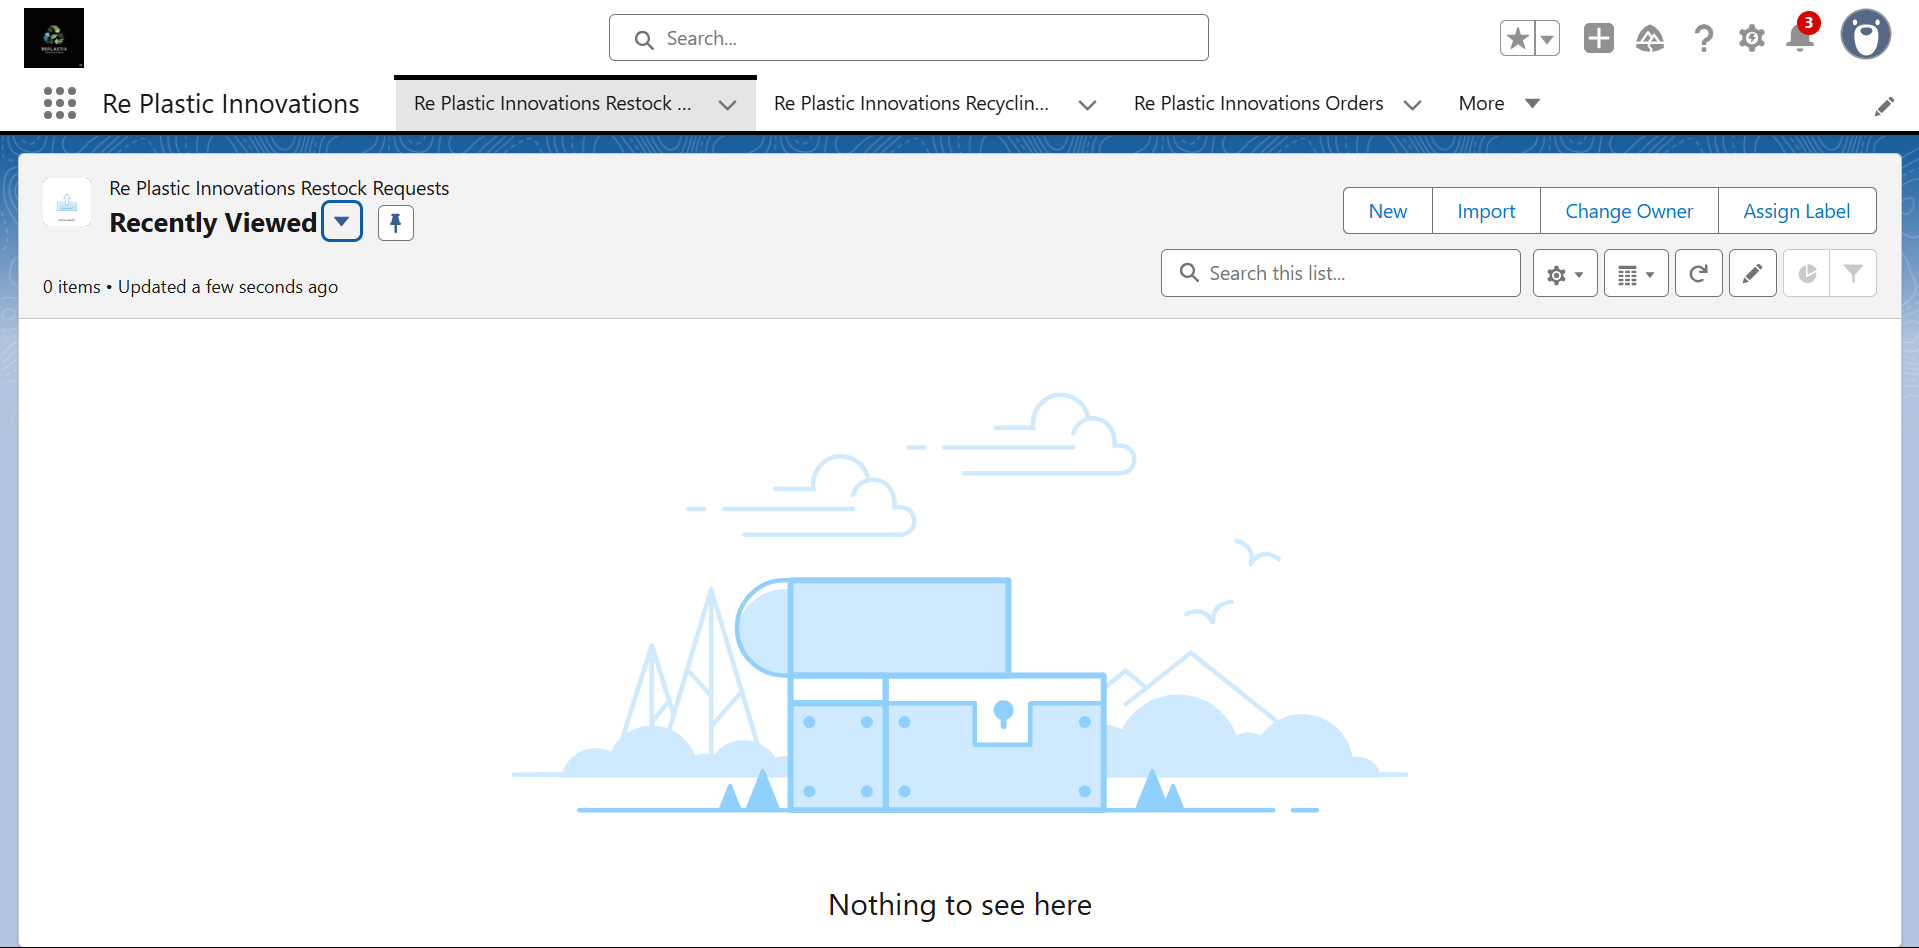 REPLASTIX
Search...
3
Re Plastic Innovations
Re Plastic Innovations Restock ...
Re Plastic Innovations Recyclin...
Re Plastic Innovations Orders
More
Re Plastic Innovations Restock Requests
Recently Viewed
New
Import
Change Owner
Assign Label
0 items • Updated a few seconds ago
Search this list...
Nothing to see here